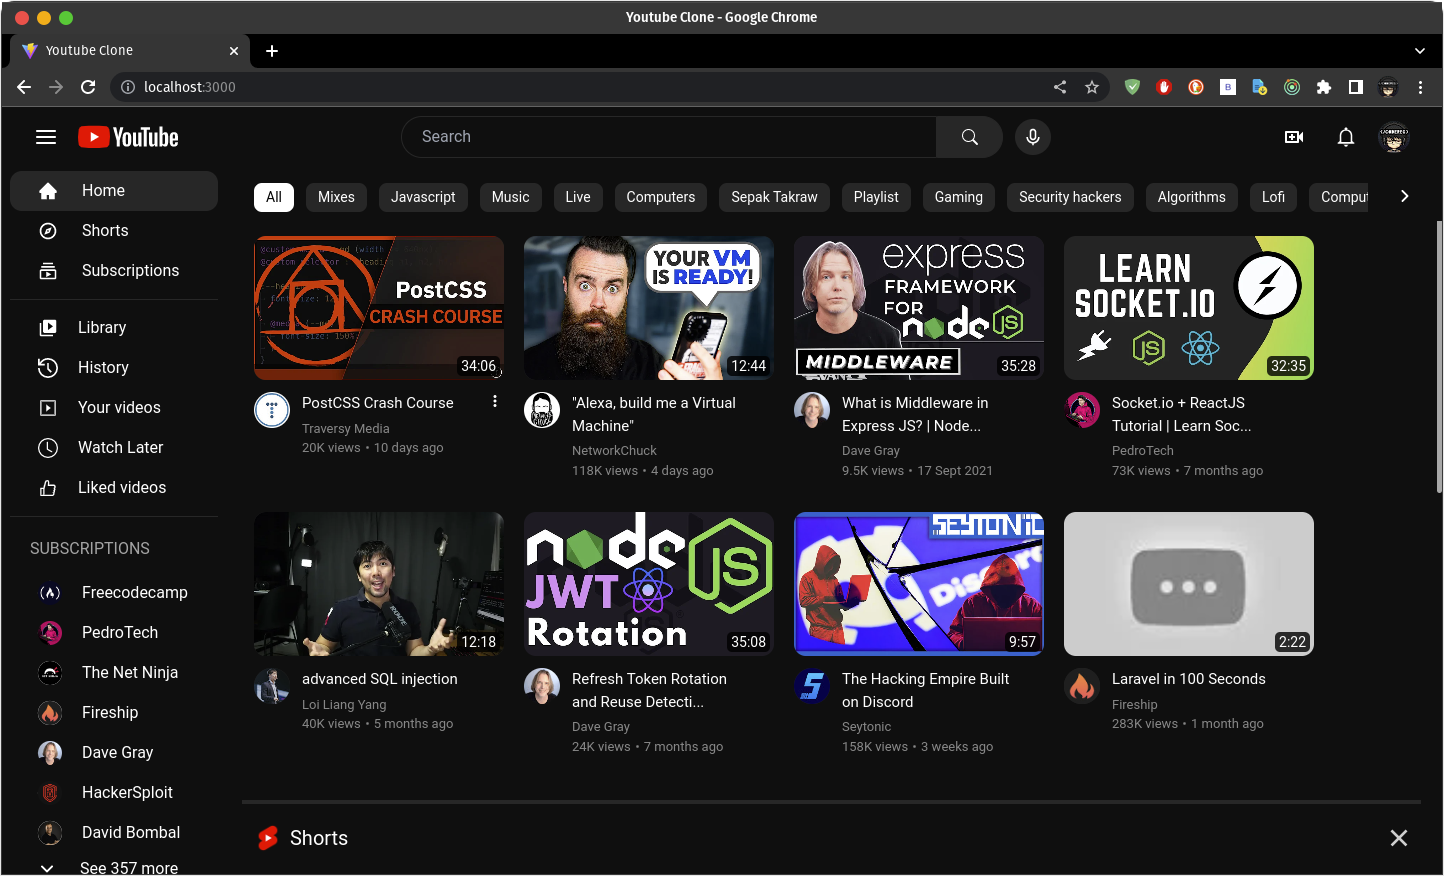 Youtube Clone - Google Chrome
Youtube Clone
localhost:3000
YouTube
Search
Home
Shorts
Subscriptions
Library
History
Your videos
Watch Later
Liked videos
SUBSCRIPTIONS
Freecodecamp
PedroTech
The Net Ninja
Fireship
Dave Gray
HackerSploit
David Bombal
See 357 more
All
Mixes
Javascript
Music
Live
Computers
Sepak Takraw
Playlist
Gaming
Security hackers
Algorithms
Lofi
Comput
PostCSS
CRASH COURSE
34:06
PostCSS Crash Course
Traversy Media
20K views • 10 days ago
YOUR VM
IS READY!
12:44
"Alexa, build me a Virtual
Machine"
NetworkChuck
118K views • 4 days ago
express
FRAMEWORK
FOR
node JS
MIDDLEWARE
35:28
What is Middleware in
Express JS? | Node...
Dave Gray
9.5K views • 17 Sept 2021
LEARN
SOCKET.IO
JS
32:35
Socket.io + ReactJS
Tutorial | Learn Soc...
PedroTech
73K views • 7 months ago
12:18
advanced SQL injection
Loi Liang Yang
40K views • 5 months ago
node JS
JWT
Rotation
35:08
Refresh Token Rotation
and Reuse Detecti...
Dave Gray
24K views • 7 months ago
SEYTONIC
Discord
9:57
The Hacking Empire Built
on Discord
Seytonic
158K views • 3 weeks ago
2:22
Laravel in 100 Seconds
Fireship
283K views • 1 month ago
Shorts